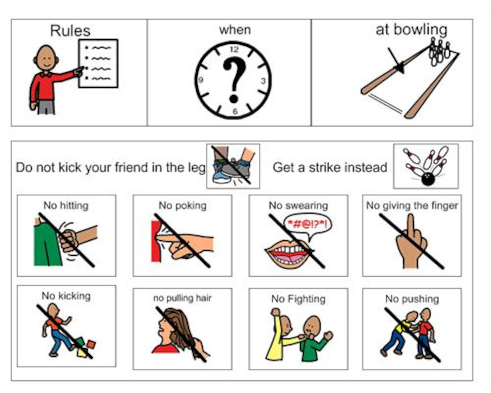 Rules
when
at bowling
12
3
6
9
?
Do not kick your friend in the leg
Get a strike instead
No hitting
No poking
No swearing
*#@!?*!
No giving the finger
No kicking
no pulling hair
No Fighting
No pushing